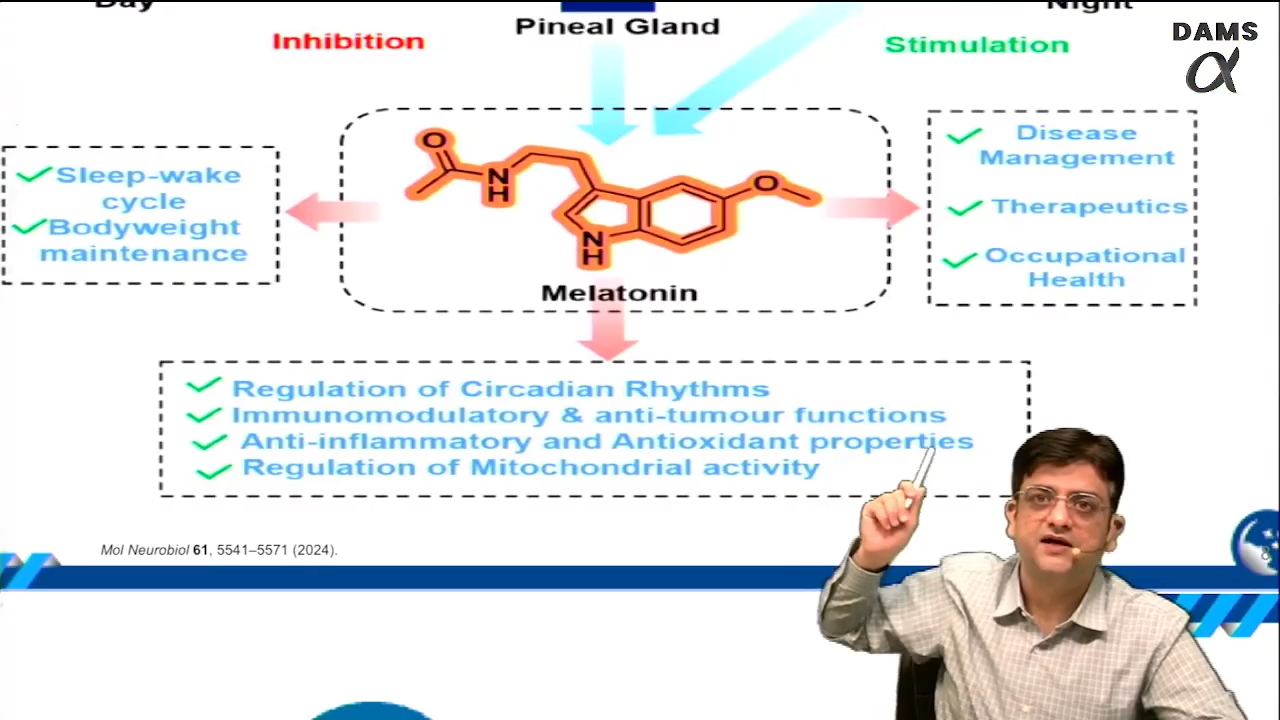 Day
Night
Pineal Gland
Inhibition
Stimulation
DAMS
α
Sleep-wake
cycle
Bodyweight
maintenance
O
N
H
O
N
H
Melatonin
Disease
Management
Therapeutics
Occupational
Health
Regulation of Circadian Rhythms
Immunomodulatory & anti-tumour functions
Anti-inflammatory and Antioxidant properties
Regulation of Mitochondrial activity
Mol Neurobiol 61, 5541–5571 (2024).